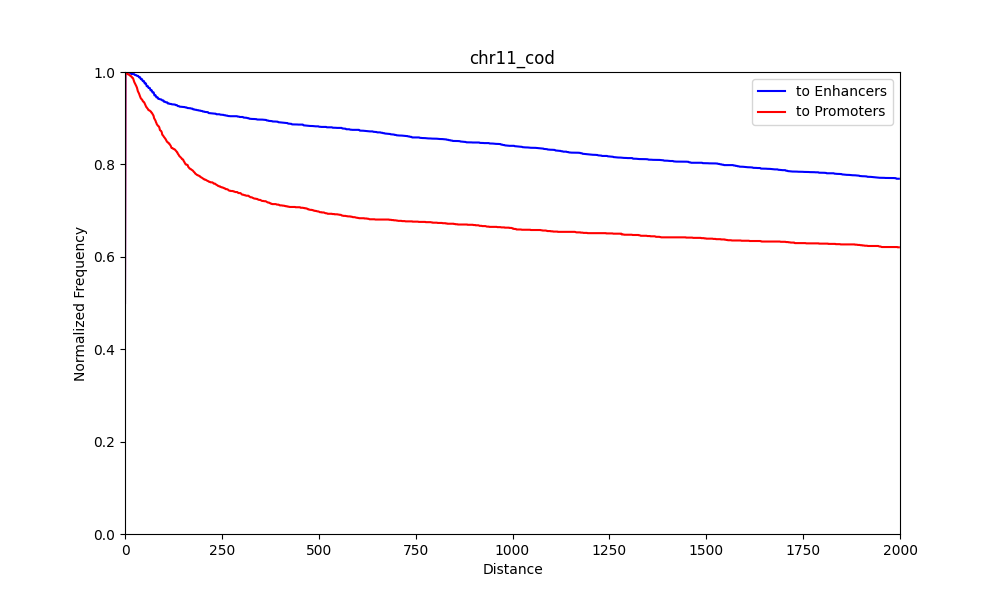 chr11_cod
to Enhancers
to Promoters
Normalized Frequency
1.0
0.8
0.6
0.4
0.2
0.0
0 250 500 750 1000 1250 1500 1750 2000
Distance